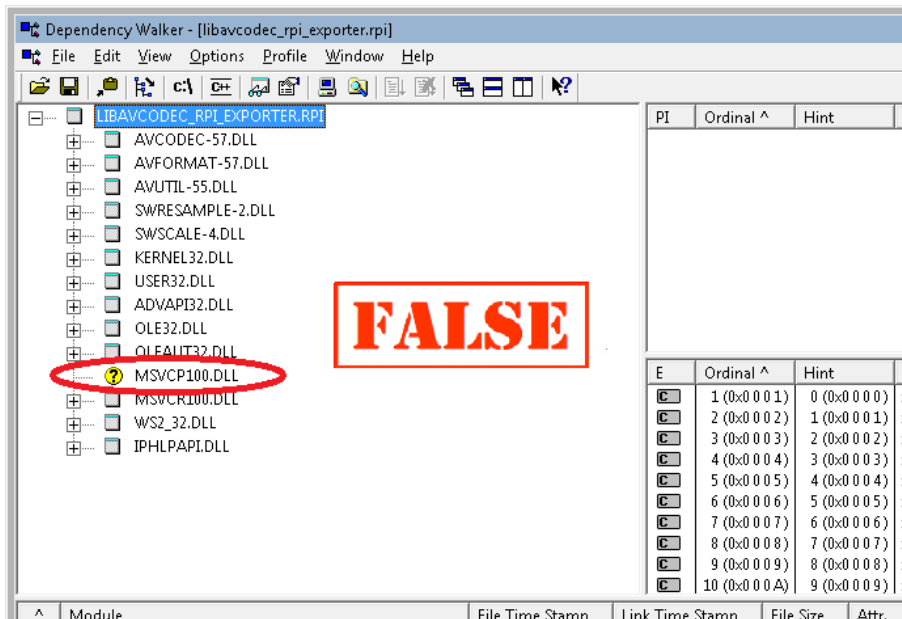 Dependency Walker - [libavcodec_rpi_exporter.rpi]
File Edit View Options Profile Window Help
C:\ C++
LIBAVCODEC_RPI_EXPORTER.RPI
AVCODEC-57.DLL
AVFORMAT-57.DLL
AVUTIL-55.DLL
SWRESAMPLE-2.DLL
SWSCALE-4.DLL
KERNEL32.DLL
USER32.DLL
ADVAPI32.DLL
OLE32.DLL
OLEAUT32.DLL
MSVCP100.DLL
MSVCR100.DLL
WS2_32.DLL
IPHLPAPI.DLL
FALSE
PI Ordinal ^ Hint
E Ordinal ^ Hint
C 1 (0x0001) 0 (0x0000)
C 2 (0x0002) 1 (0x0001)
C 3 (0x0003) 2 (0x0002)
C 4 (0x0004) 3 (0x0003)
C 5 (0x0005) 4 (0x0004)
C 6 (0x0006) 5 (0x0005)
C 7 (0x0007) 6 (0x0006)
C 8 (0x0008) 7 (0x0007)
C 9 (0x0009) 8 (0x0008)
C 10 (0x000A) 9 (0x0009)
^ Module File Time Stamp Link Time Stamp File Size Attr.